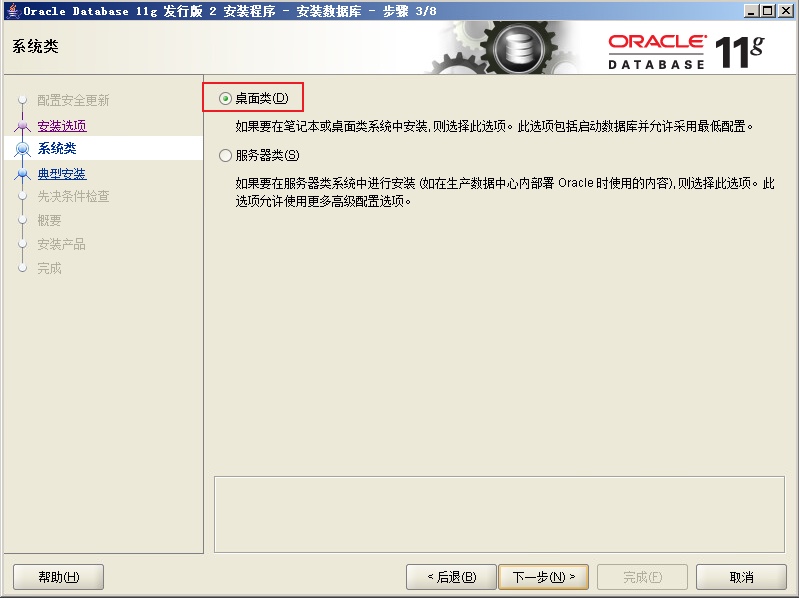 Oracle Database 11g 发行版 2 安装程序 - 安装数据库 - 步骤 3/8
系统类
ORACLE
DATABASE
11g
配置安全更新
安装选项
系统类
典型安装
先决条件检查
概要
安装产品
完成
桌面类(D)
如果要在笔记本或桌面类系统中安装,则选择此选项。此选项包括启动数据库并允许采用最低配置。
服务器类(S)
如果要在服务器类系统中进行安装 (如在生产数据中心内部署 Oracle 时使用的内容),则选择此选项。此
选项允许使用更多高级配置选项。
帮助(H)
< 后退(B)
下一步(N) >
完成(F)
取消